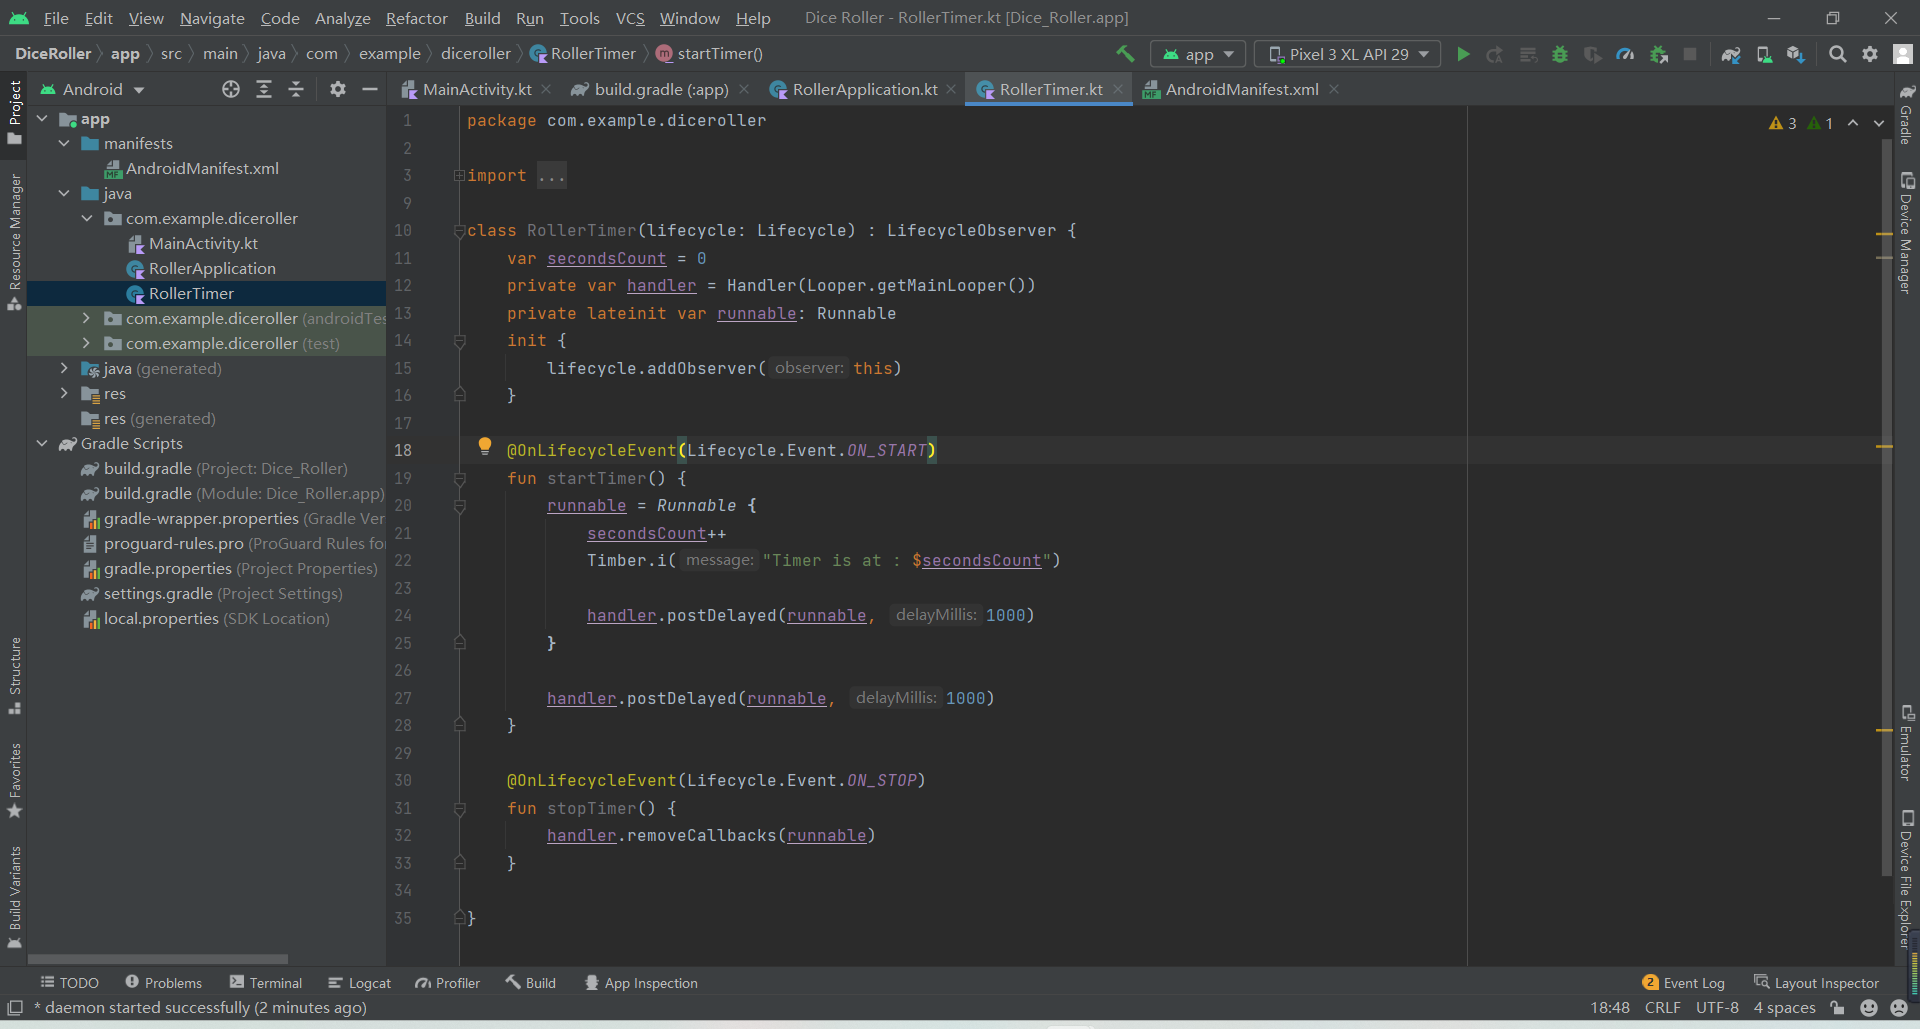 File Edit View Navigate Code Analyze Refactor Build Run Tools VCS Window Help Dice Roller - RollerTimer.kt [Dice_Roller.app]
DiceRoller app src main java com example diceroller RollerTimer startTimer() app Pixel 3 XL API 29
Project
Resource Manager
Structure
Favorites
Build Variants
Android
app
manifests
AndroidManifest.xml
java
com.example.diceroller
MainActivity.kt
RollerApplication
RollerTimer
com.example.diceroller (androidTes
com.example.diceroller (test)
java (generated)
res
res (generated)
Gradle Scripts
build.gradle (Project: Dice_Roller)
build.gradle (Module: Dice_Roller.app)
gradle-wrapper.properties (Gradle Ver
proguard-rules.pro (ProGuard Rules fo
gradle.properties (Project Properties)
settings.gradle (Project Settings)
local.properties (SDK Location)
MainActivity.kt build.gradle (:app) RollerApplication.kt RollerTimer.kt AndroidManifest.xml
3 1
1 package com.example.diceroller
2
3 import ...
9
10 class RollerTimer(lifecycle: Lifecycle) : LifecycleObserver {
11 var secondsCount = 0
12 private var handler = Handler(Looper.getMainLooper())
13 private lateinit var runnable: Runnable
14 init {
15 lifecycle.addObserver( observer: this)
16 }
17
18 @OnLifecycleEvent(Lifecycle.Event.ON_START)
19 fun startTimer() {
20 runnable = Runnable {
21 secondsCount++
22 Timber.i( message: "Timer is at : $secondsCount")
23
24 handler.postDelayed(runnable, delayMillis: 1000)
25 }
26
27 handler.postDelayed(runnable, delayMillis: 1000)
28 }
29
30 @OnLifecycleEvent(Lifecycle.Event.ON_STOP)
31 fun stopTimer() {
32 handler.removeCallbacks(runnable)
33 }
34
35 }
Gradle
Device Manager
Emulator
Device File Explorer
TODO Problems Terminal Logcat Profiler Build App Inspection 2 Event Log Layout Inspector
* daemon started successfully (2 minutes ago) 18:48 CRLF UTF-8 4 spaces